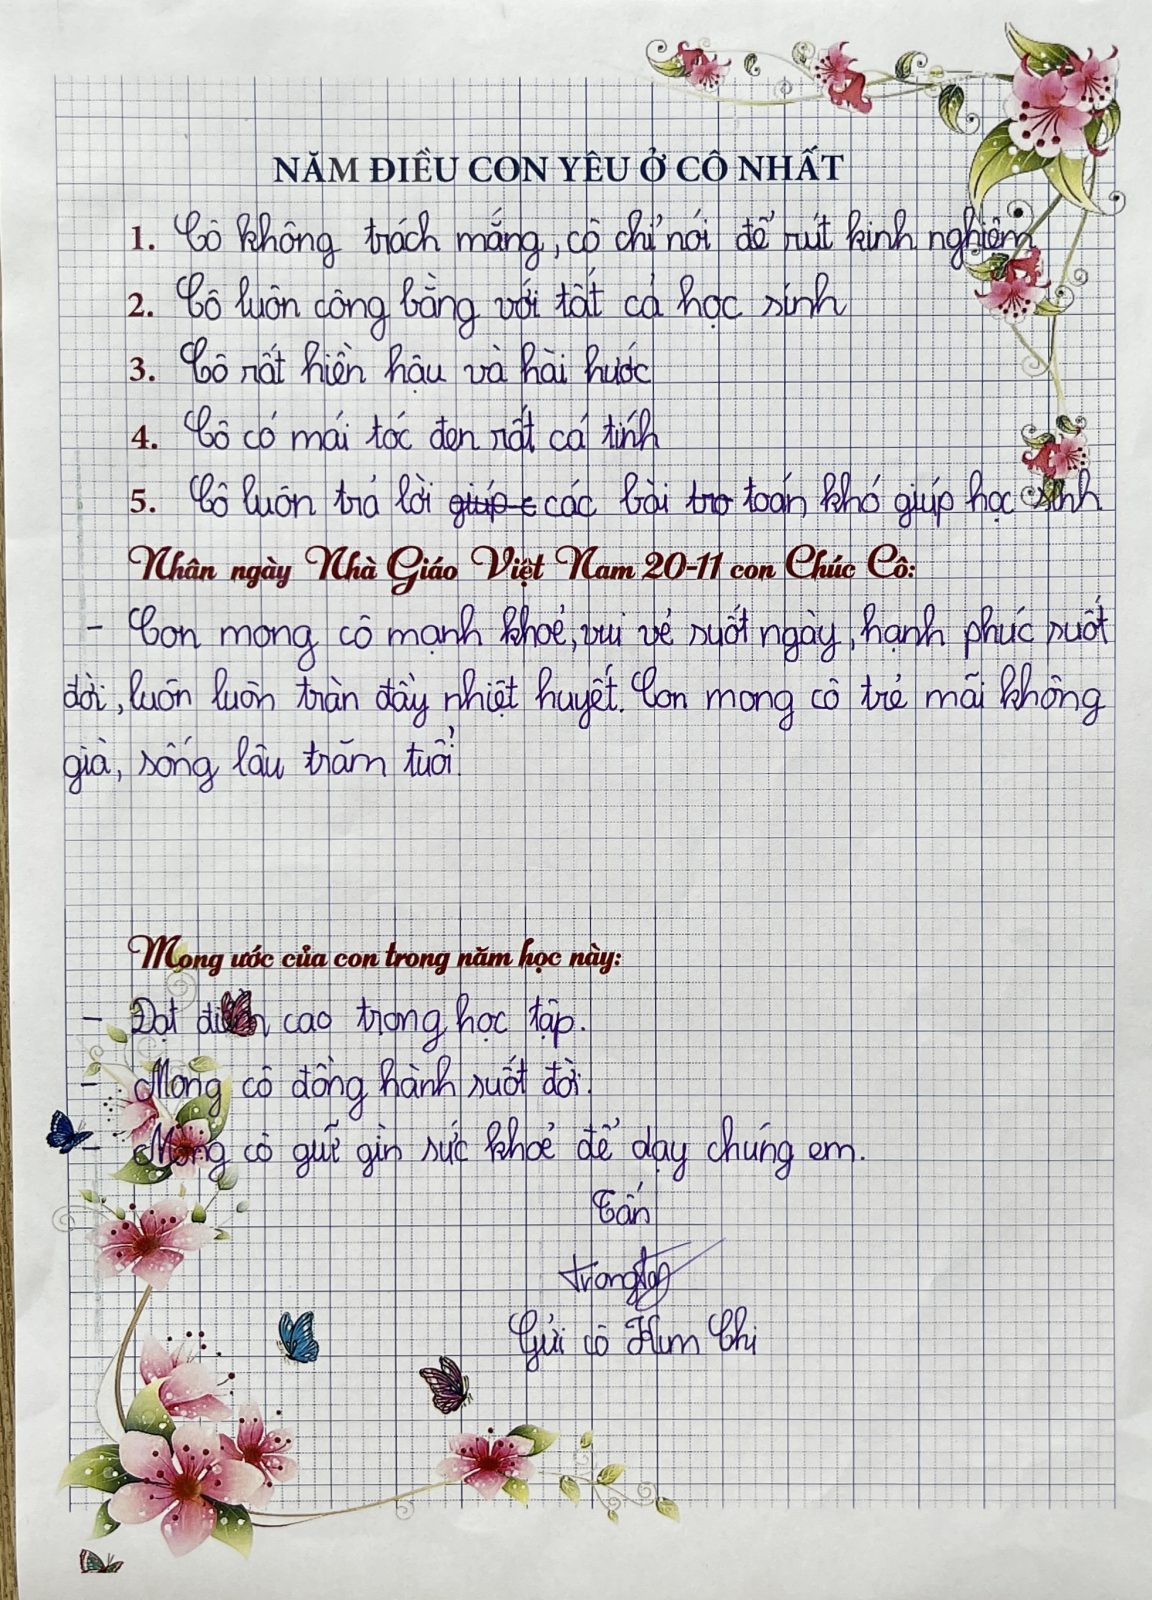 NĂM ĐIỀU CON YÊU Ở CÔ NHẤT
1. Cô không trách mắng, cô chỉ nói để rút kinh nghiệm
2. Cô luôn công bằng với tất cả học sinh
3. Cô rất hiền hậu và hài hước
4. Cô có mái tóc đen rất cá tính
5. Cô luôn trả lời giúp c các bài tro toán khó giúp học sinh
Nhân ngày Nhà Giáo Việt Nam 20-11 con Chúc Cô:
- Con mong cô mạnh khoẻ, vui vẻ suốt ngày, hạnh phúc suốt
đời, luôn luôn tràn đầy nhiệt huyết. Con mong cô trẻ mãi không
già, sống lâu trăm tuổi.
Mong ước của con trong năm học này:
- Đạt điểm cao trong học tập.
- Mong cô đồng hành suốt đời.
- Mong cô giữ gìn sức khoẻ để dạy chúng em.
Tấn
Gửi cô Kim Chi